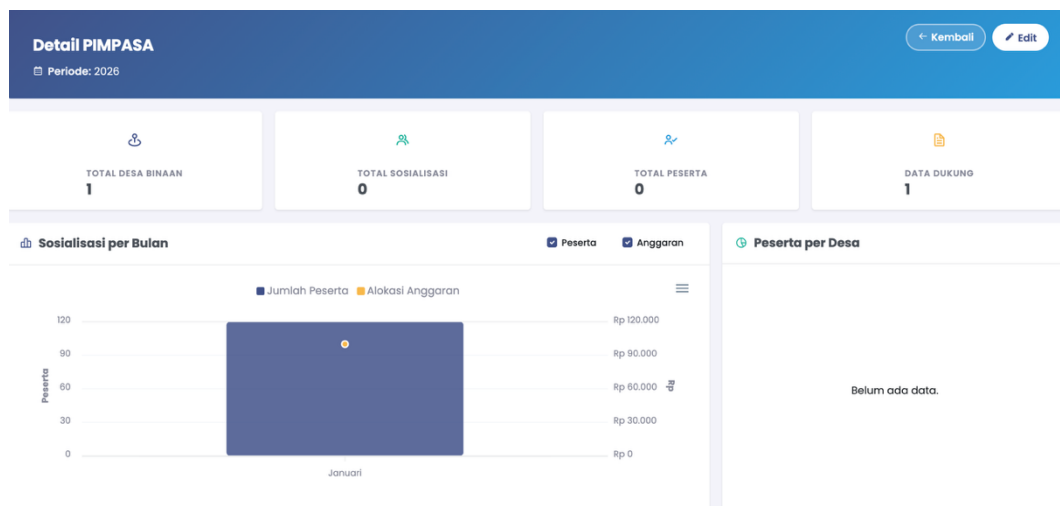 Detail PIMPASA
Periode: 2026
← Kembali
Edit
TOTAL DESA BINAAN
1
TOTAL SOSIALISASI
0
TOTAL PESERTA
0
DATA DUKUNG
1
Sosialisasi per Bulan
Peserta
Anggaran
Jumlah Peserta
Alokasi Anggaran
120
90
60
30
0
Peserta
Rp 120.000
Rp 90.000
Rp 60.000
Rp 30.000
Rp 0
Rp
Januari
Peserta per Desa
Belum ada data.